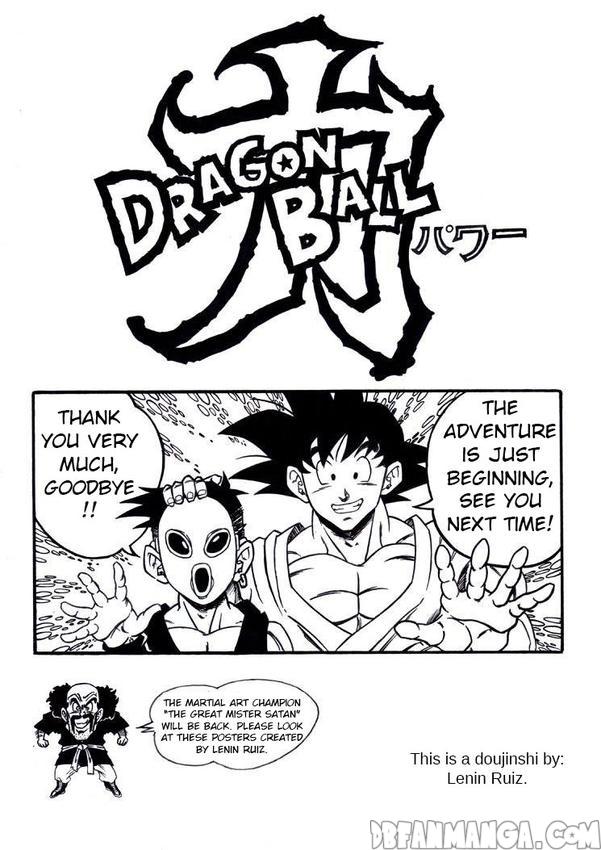 DRAGON
BALL
パワー
THANK
YOU VERY
MUCH,
GOODBYE
!!
THE
ADVENTURE
IS JUST
BEGINNING,
SEE YOU
NEXT TIME!
THE MARTIAL ART CHAMPION
"THE GREAT MISTER SATAN"
WILL BE BACK. PLEASE LOOK
AT THESE POSTERS CREATED
BY LENIN RUIZ.
This is a doujinshi by:
Lenin Ruiz.
DBFANMANGA.COM